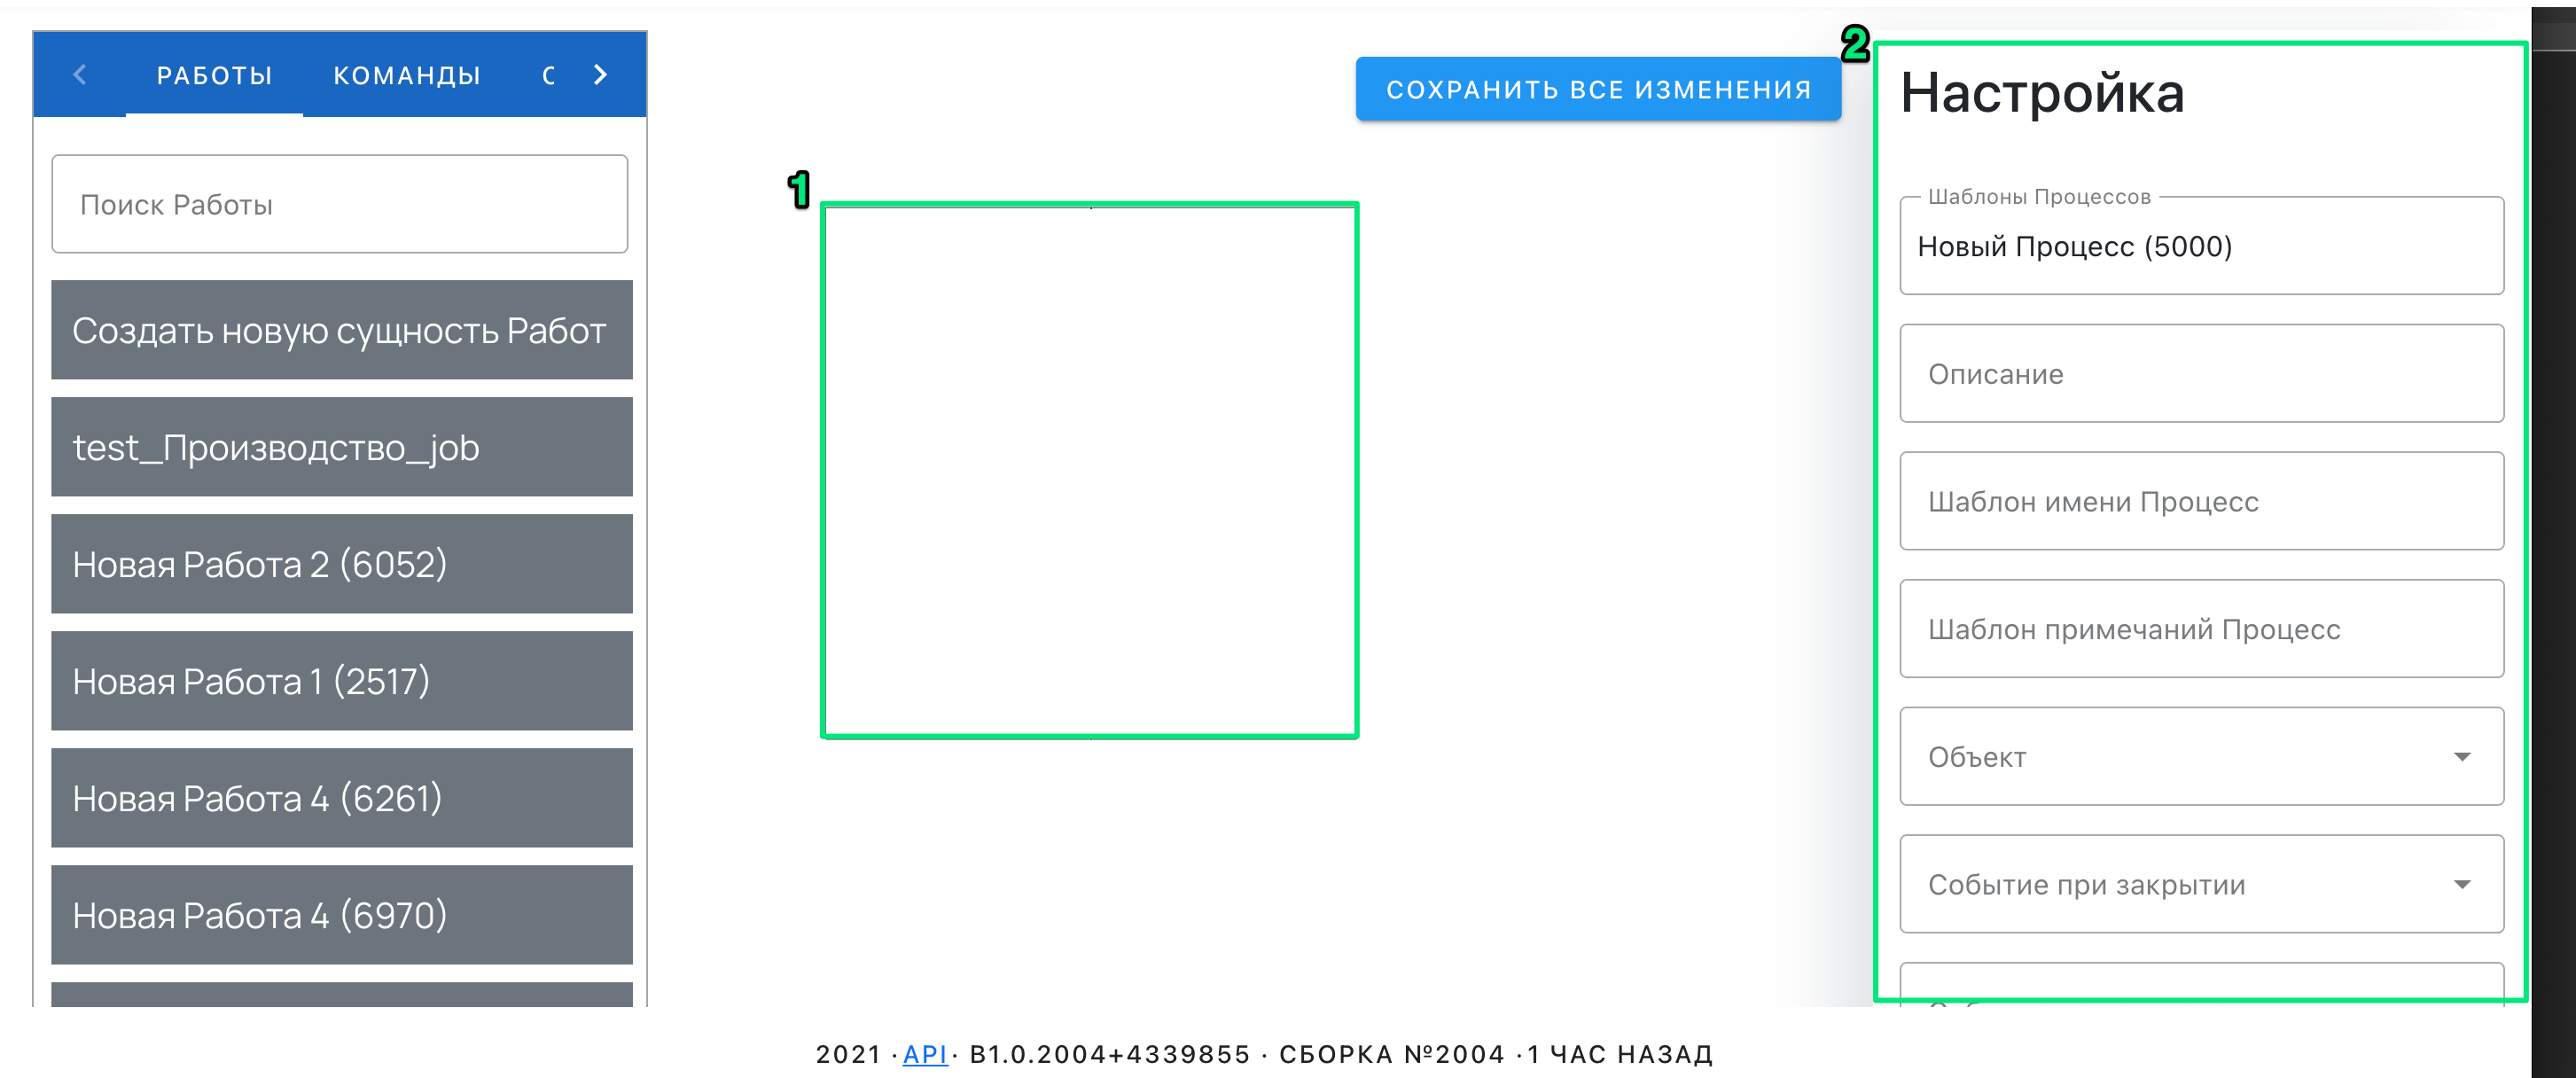 РАБОТЫ КОМАНДЫ
Поиск Работы
Создать новую сущность Работ
test_Производство_job
Новая Работа 2 (6052)
Новая Работа 1 (2517)
Новая Работа 4 (6261)
Новая Работа 4 (6970)
1
СОХРАНИТЬ ВСЕ ИЗМЕНЕНИЯ
2
Настройка
Шаблоны Процессов
Новый Процесс (5000)
Описание
Шаблон имени Процесс
Шаблон примечаний Процесс
Объект
Событие при закрытии
2021 · API · B1.0.2004+4339855 · СБОРКА №2004 · 1 ЧАС НАЗАД